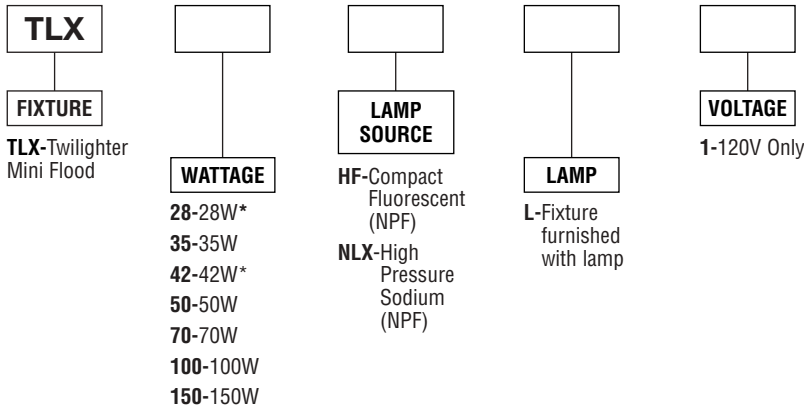 TLX
FIXTURE
TLX-Twilighter
Mini Flood
WATTAGE
28-28W*
35-35W
42-42W*
50-50W
70-70W
100-100W
150-150W
LAMP
SOURCE
HF-Compact
Fluorescent
(NPF)
NLX-High
Pressure
Sodium
(NPF)
LAMP
L-Fixture
furnished
with lamp
VOLTAGE
1-120V Only